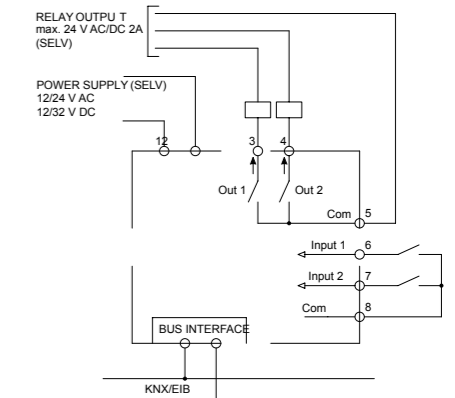 RELAY OUTPU T
max. 24 V AC/DC 2A
(SELV)
POWER SUPPLY (SELV)
12/24 V AC
12/32 V DC
12
3
4
Out 1
Out 2
Com 5
Input 1 6
Input 2 7
Com 8
BUS INTERFACE
KNX/EIB